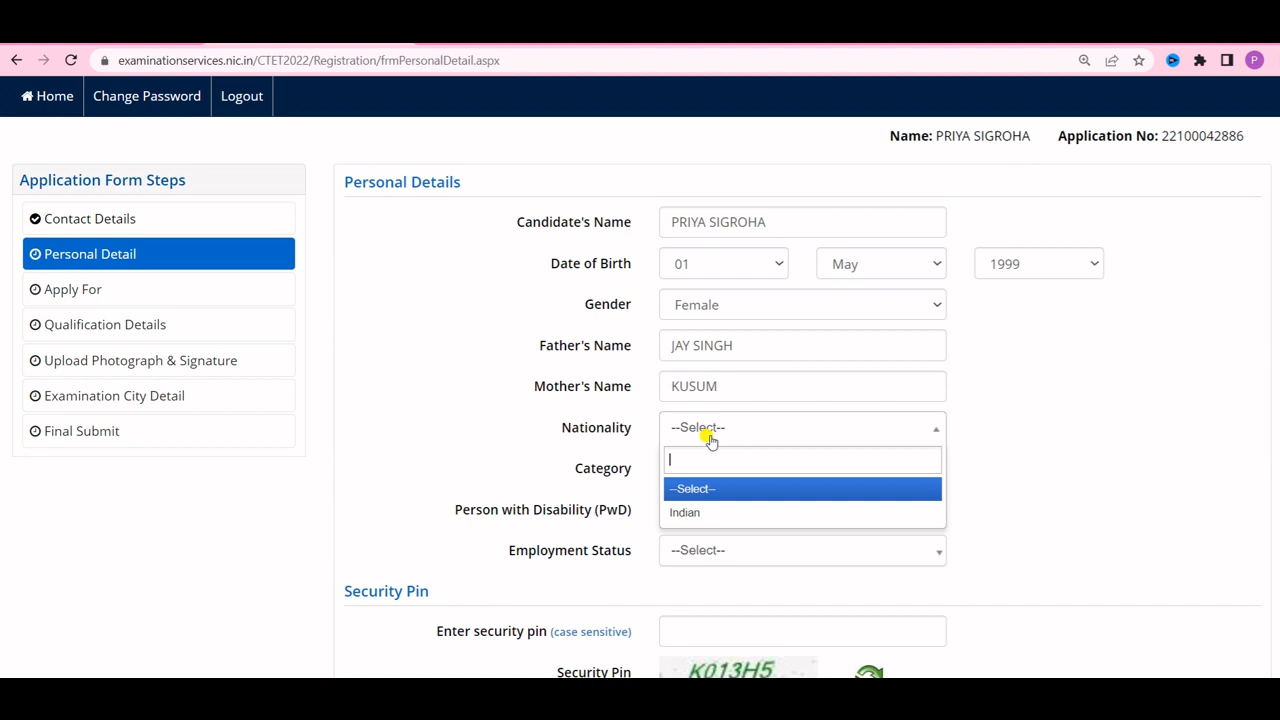 examinationservices.nic.in/CTET2022/Registration/frmPersonalDetail.aspx
P
Home Change Password Logout
Name: PRIYA SIGROHA Application No: 22100042886
Application Form Steps
Contact Details
Personal Detail
Apply For
Qualification Details
Upload Photograph & Signature
Examination City Detail
Final Submit
Personal Details
Candidate's Name PRIYA SIGROHA
Date of Birth 01 May 1999
Gender Female
Father's Name JAY SINGH
Mother's Name KUSUM
Nationality --Select--
--Select--
Indian
Category
Person with Disability (PwD)
Employment Status --Select--
Security Pin
Enter security pin (case sensitive)
Security Pin K013H5